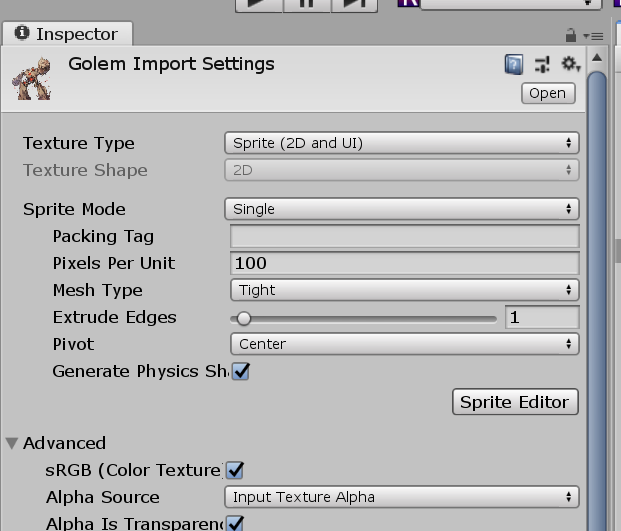 Inspector
Golem Import Settings
Open
Texture Type Sprite (2D and UI)
Texture Shape 2D
Sprite Mode Single
Packing Tag
Pixels Per Unit 100
Mesh Type Tight
Extrude Edges 1
Pivot Center
Generate Physics Sh
Sprite Editor
Advanced
sRGB (Color Texture
Alpha Source Input Texture Alpha
Alpha Is Transparen